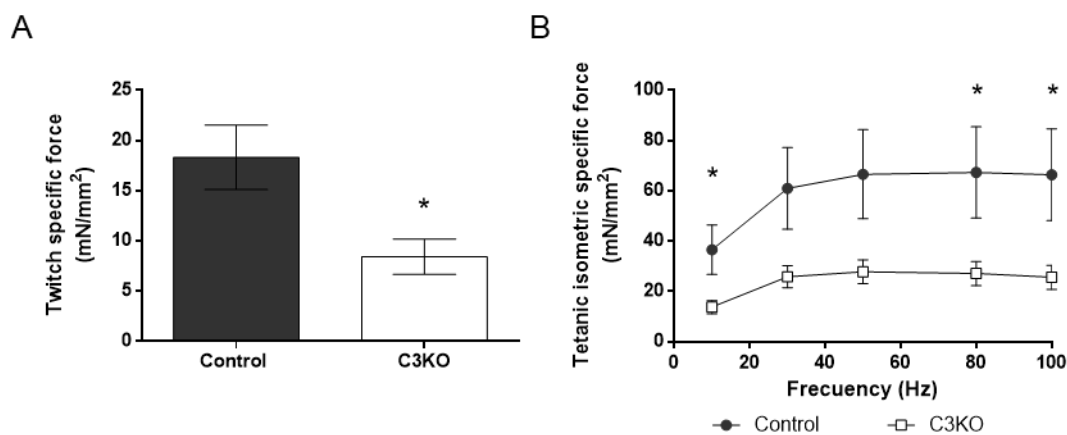 A
Twitch specific force
(mN/mm²)
25
20
15
10
5
0
*
Control
C3KO
B
Tetanic isometric specific force
(mN/mm²)
100
80
60
40
20
0
*
*
*
0
20
40
60
80
100
Frecuency (Hz)
Control
C3KO